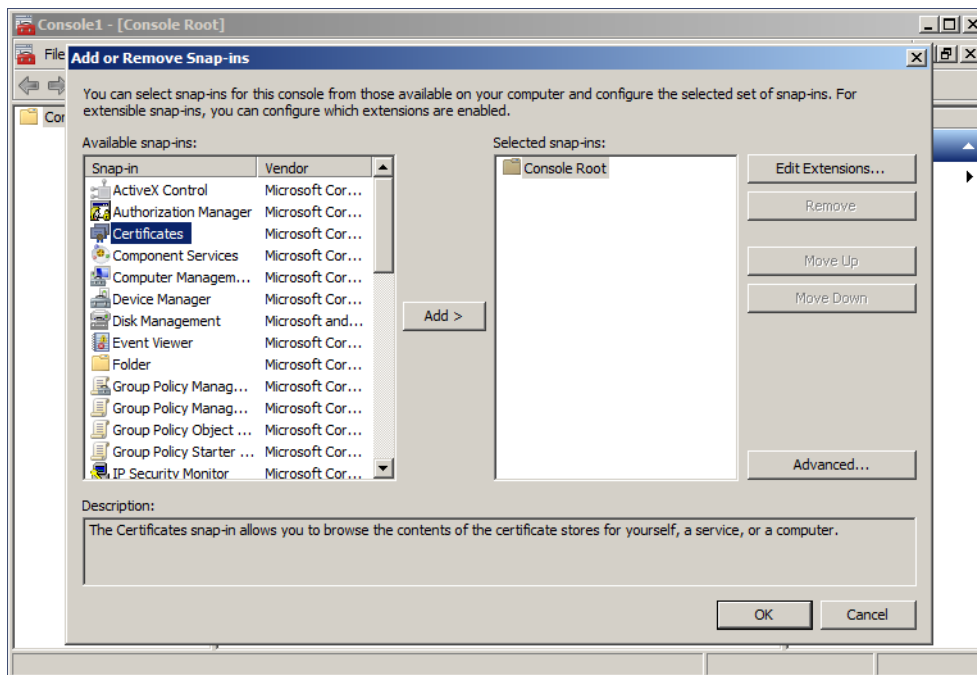 Console1 - [Console Root]
File
Add or Remove Snap-ins
You can select snap-ins for this console from those available on your computer and configure the selected set of snap-ins. For
extensible snap-ins, you can configure which extensions are enabled.
Available snap-ins:
Snap-in Vendor
ActiveX Control Microsoft Cor...
Authorization Manager Microsoft Cor...
Certificates Microsoft Cor...
Component Services Microsoft Cor...
Computer Managem... Microsoft Cor...
Device Manager Microsoft Cor...
Disk Management Microsoft and...
Event Viewer Microsoft Cor...
Folder Microsoft Cor...
Group Policy Manag... Microsoft Cor...
Group Policy Manag... Microsoft Cor...
Group Policy Object ... Microsoft Cor...
Group Policy Starter ... Microsoft Cor...
IP Security Monitor Microsoft Cor...
Add >
Selected snap-ins:
Console Root
Edit Extensions...
Remove
Move Up
Move Down
Advanced...
Description:
The Certificates snap-in allows you to browse the contents of the certificate stores for yourself, a service, or a computer.
OK
Cancel